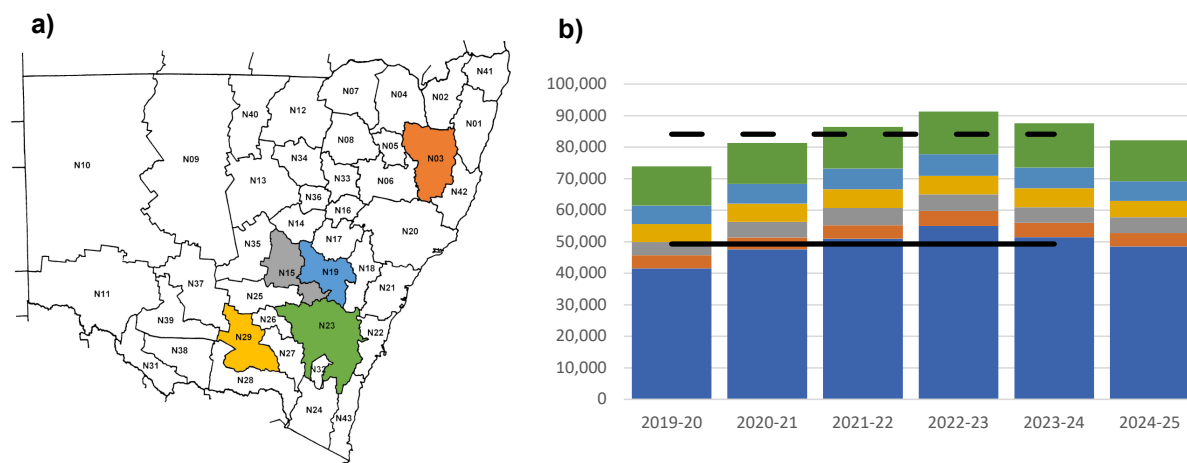 a)
N41
N07
N04
N02
N12
N40
N01
N08
N05
N10
N09
N03
N34
N13
N33
N06
N42
N36
N16
N14
N20
N35
N17
N15
N19
N18
N11
N37
N21
N25
N39
N26
N23
N22
N29
N38
N27
N31
N32
N28
N24
N43
b)
100,000
90,000
80,000
70,000
60,000
50,000
40,000
30,000
20,000
10,000
0
2019-20 2020-21 2021-22 2022-23 2023-24 2024-25